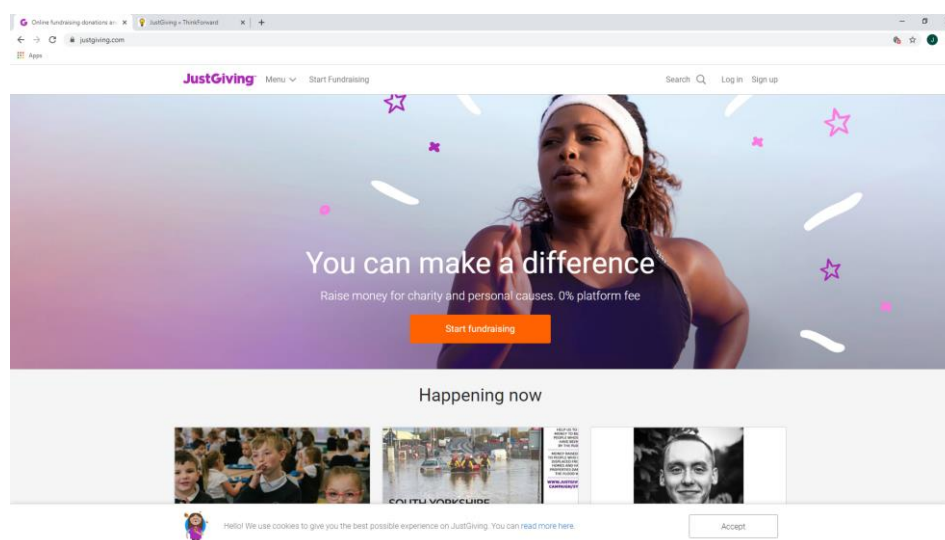 Online fundraising donations an
JustGiving » ThinkForward
justgiving.com
Apps
JustGiving Menu Start Fundraising Search Log in Sign up
You can make a difference
Raise money for charity and personal causes. 0% platform fee
Start fundraising
Happening now
SOUTH YORKSHIRE
Hello! We use cookies to give you the best possible experience on JustGiving. You can read more here.
Accept